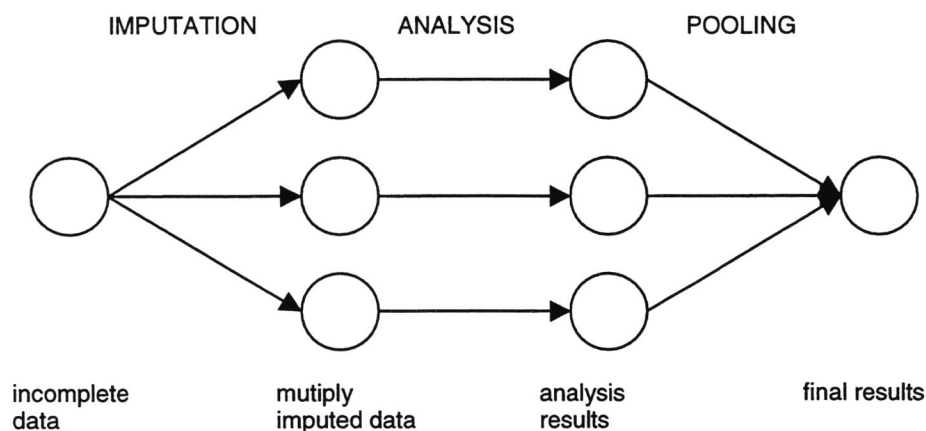 IMPUTATION ANALYSIS POOLING
incomplete
data
mutiply
imputed data
analysis
results
final results